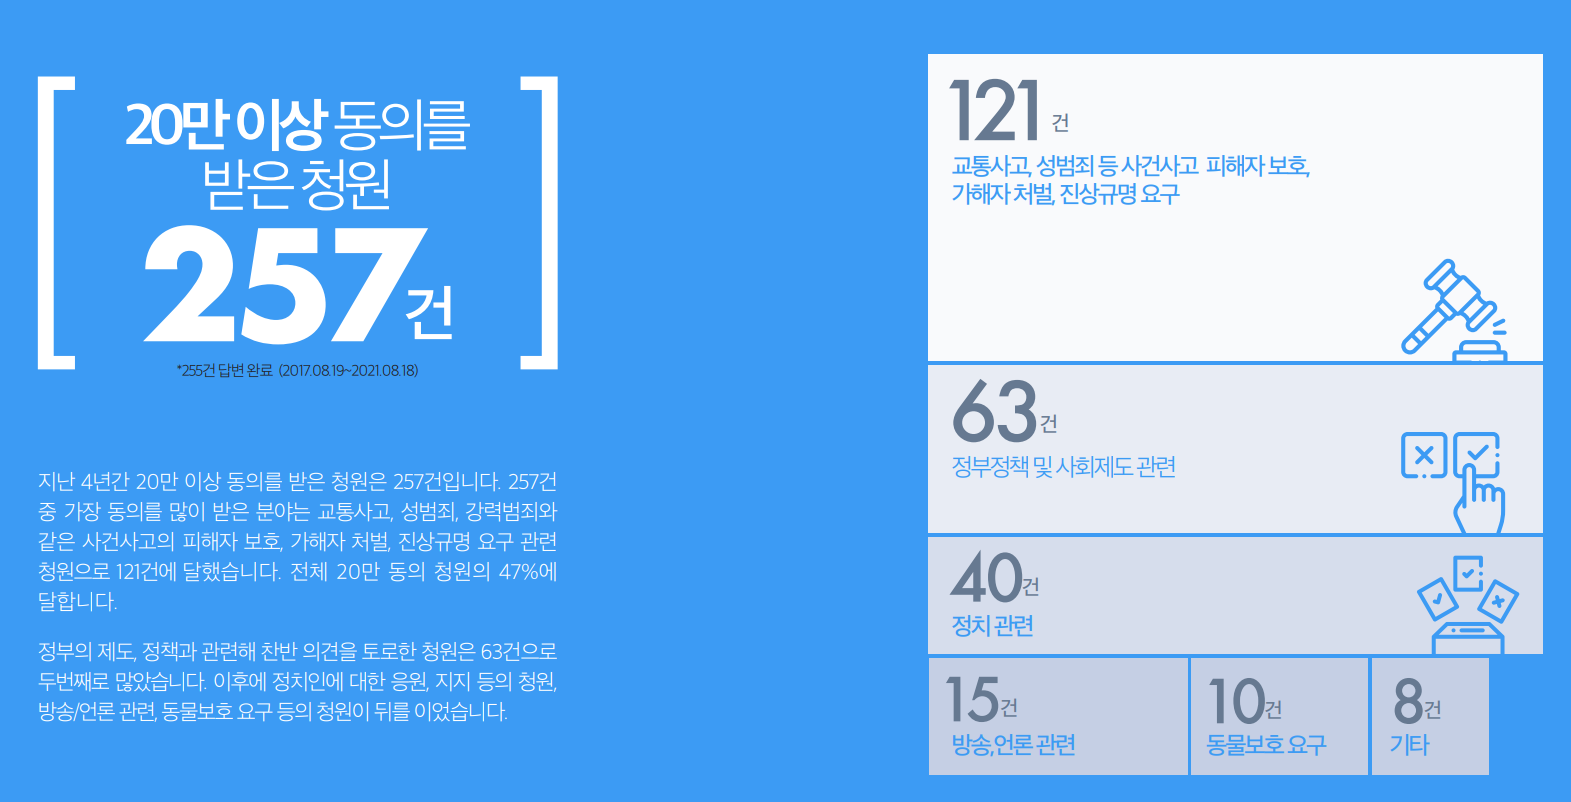 20만 이상 동의를
받은 청원
257건
*255건 답변 완료 (2017.08.19~2021.08.18)
지난 4년간 20만 이상 동의를 받은 청원은 257건입니다. 257건
중 가장 동의를 많이 받은 분야는 교통사고, 성범죄, 강력범죄와
같은 사건사고의 피해자 보호, 가해자 처벌, 진상규명 요구 관련
청원으로 121건에 달했습니다. 전체 20만 동의 청원의 47%에
달합니다.
정부의 제도, 정책과 관련해 찬반 의견을 토로한 청원은 63건으로
두번째로 많았습니다. 이후에 정치인에 대한 응원, 지지 등의 청원,
방송/언론 관련, 동물보호 요구 등의 청원이 뒤를 이었습니다.
121 건
교통사고, 성범죄 등 사건사고 피해자 보호,
가해자 처벌, 진상규명 요구
63건
정부정책 및 사회제도 관련
40건
정치 관련
15건
방송,언론 관련
10건
동물보호 요구
8건
기타